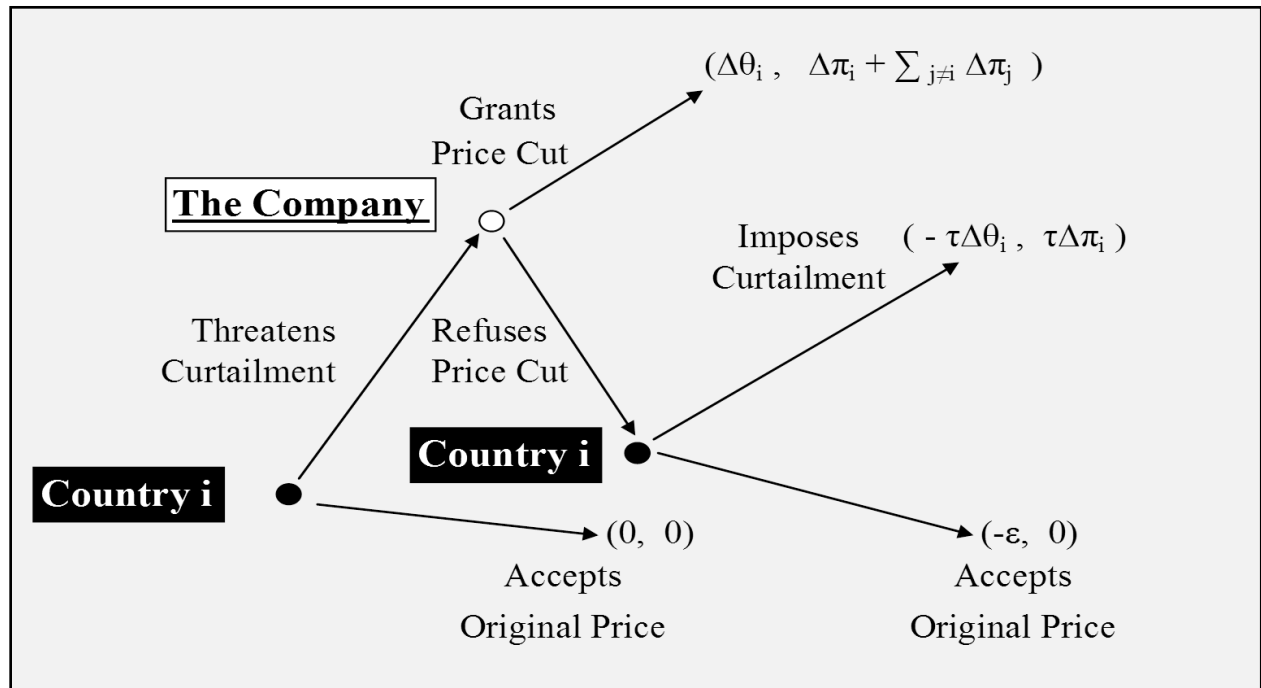 (Δθi , Δπi + ∑ j≠i Δπj )
Grants
Price Cut
The Company
Imposes
Curtailment
( - τΔθi , τΔπi )
Threatens
Curtailment
Refuses
Price Cut
Country i
Country i
(0, 0)
Accepts
Original Price
(-ε, 0)
Accepts
Original Price